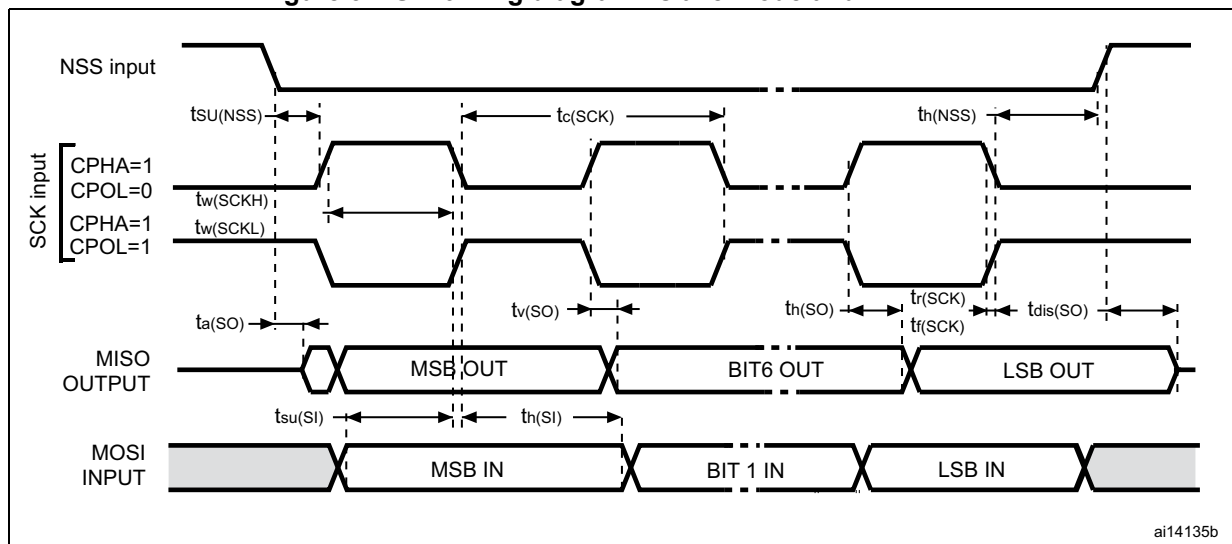 NSS input
tSU(NSS)
tc(SCK)
th(NSS)
SCK input
CPHA=1
CPOL=0
tw(SCKH)
CPHA=1
tw(SCKL)
CPOL=1
ta(SO)
tv(SO)
th(SO)
tr(SCK)
tf(SCK)
tdis(SO)
MISO
OUTPUT
MSB OUT
BIT6 OUT
LSB OUT
tsu(SI)
th(SI)
MOSI
INPUT
MSB IN
BIT 1 IN
LSB IN
ai14135b